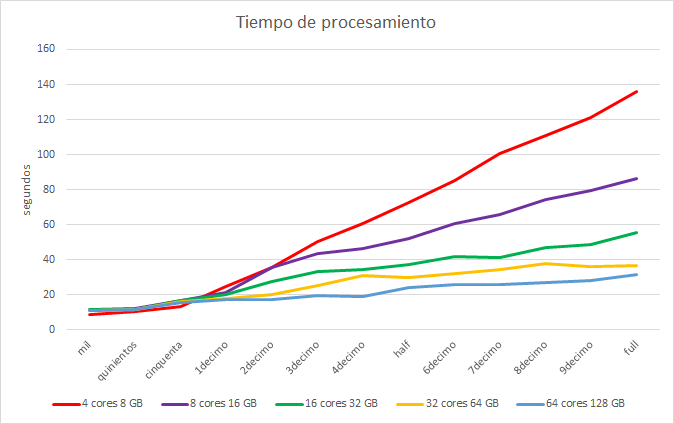 Tiempo de procesamiento
160
140
120
100
80
60
40
20
0
segundos
mil
quinientos
cinquenta
1decimo
2decimo
3decimo
4decimo
half
6decimo
7decimo
8decimo
9decimo
full
4 cores 8 GB
8 cores 16 GB
16 cores 32 GB
32 cores 64 GB
64 cores 128 GB